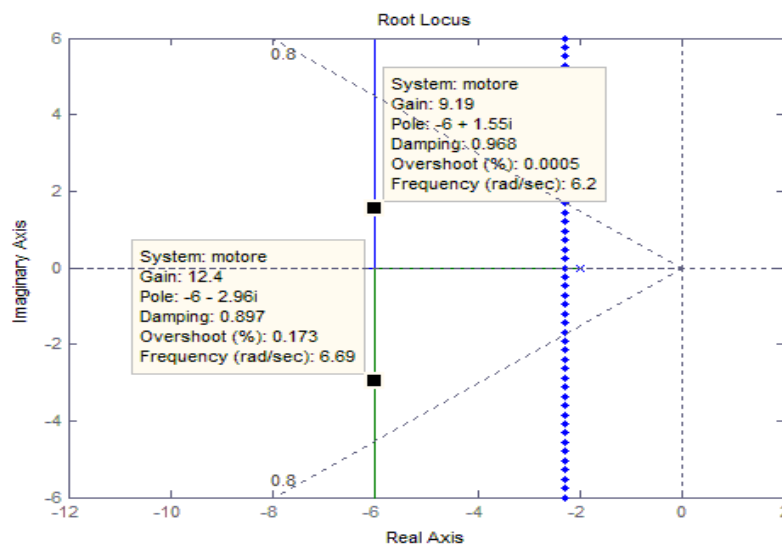 Root Locus
6
4
2
0
-2
-4
-6
Imaginary Axis
0.8
System: motore
Gain: 9.19
Pole: -6 + 1.55i
Damping: 0.968
Overshoot (%): 0.0005
Frequency (rad/sec): 6.2
System: motore
Gain: 12.4
Pole: -6 - 2.96i
Damping: 0.897
Overshoot (%): 0.173
Frequency (rad/sec): 6.69
0.8
-12 -10 -8 -6 -4 -2 0 2
Real Axis